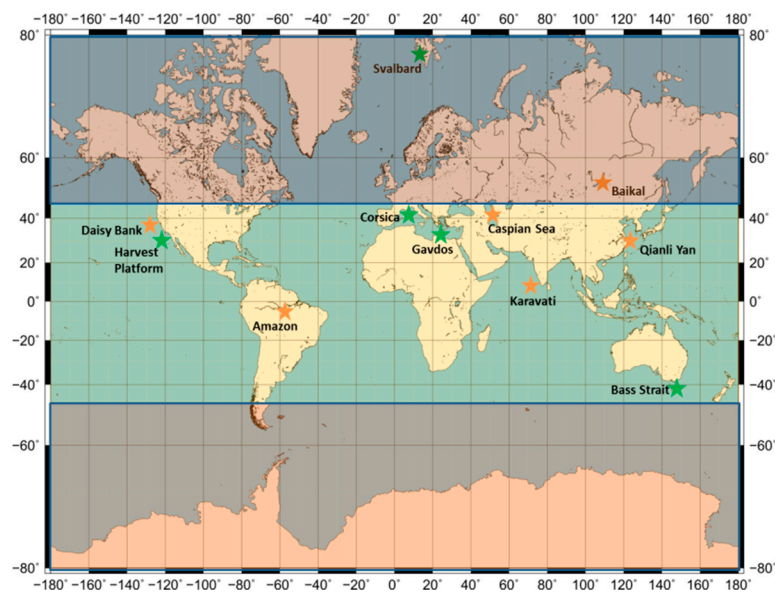 −180° −160° −140° −120° −100° −80° −60° −40° −20° 0 20° 40° 60° 80° 100° 120° 140° 160° 180°
80° 80°
Svalbard
60° 60°
Baikal
40° Corsica 40°
Daisy Bank Caspian Sea
Harvest Gavdos Qianli Yan
Platform
20° 20°
Karavati
0° 0°
Amazon
−20° −20°
−40° Bass Strait −40°
−60° −60°
−80° −80°
−180° −160° −140° −120° −100° −80° −60° −40° −20° 0 20° 40° 60° 80° 100° 120° 140° 160° 180°